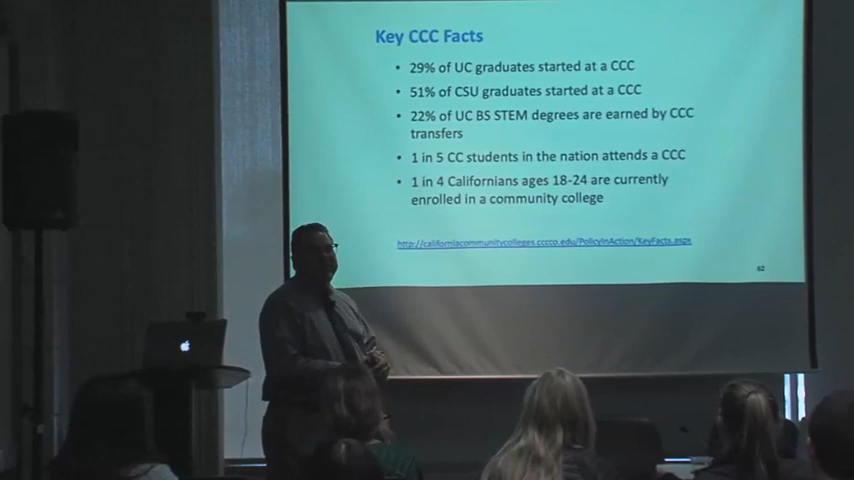 Key CCC Facts
• 29% of UC graduates started at a CCC
• 51% of CSU graduates started at a CCC
• 22% of UC BS STEM degrees are earned by CCC
transfers
• 1 in 5 CC students in the nation attends a CCC
• 1 in 4 Californians ages 18-24 are currently
enrolled in a community college
http://californiacommunitycolleges.cccco.edu/PolicyInAction/KeyFacts.aspx
62